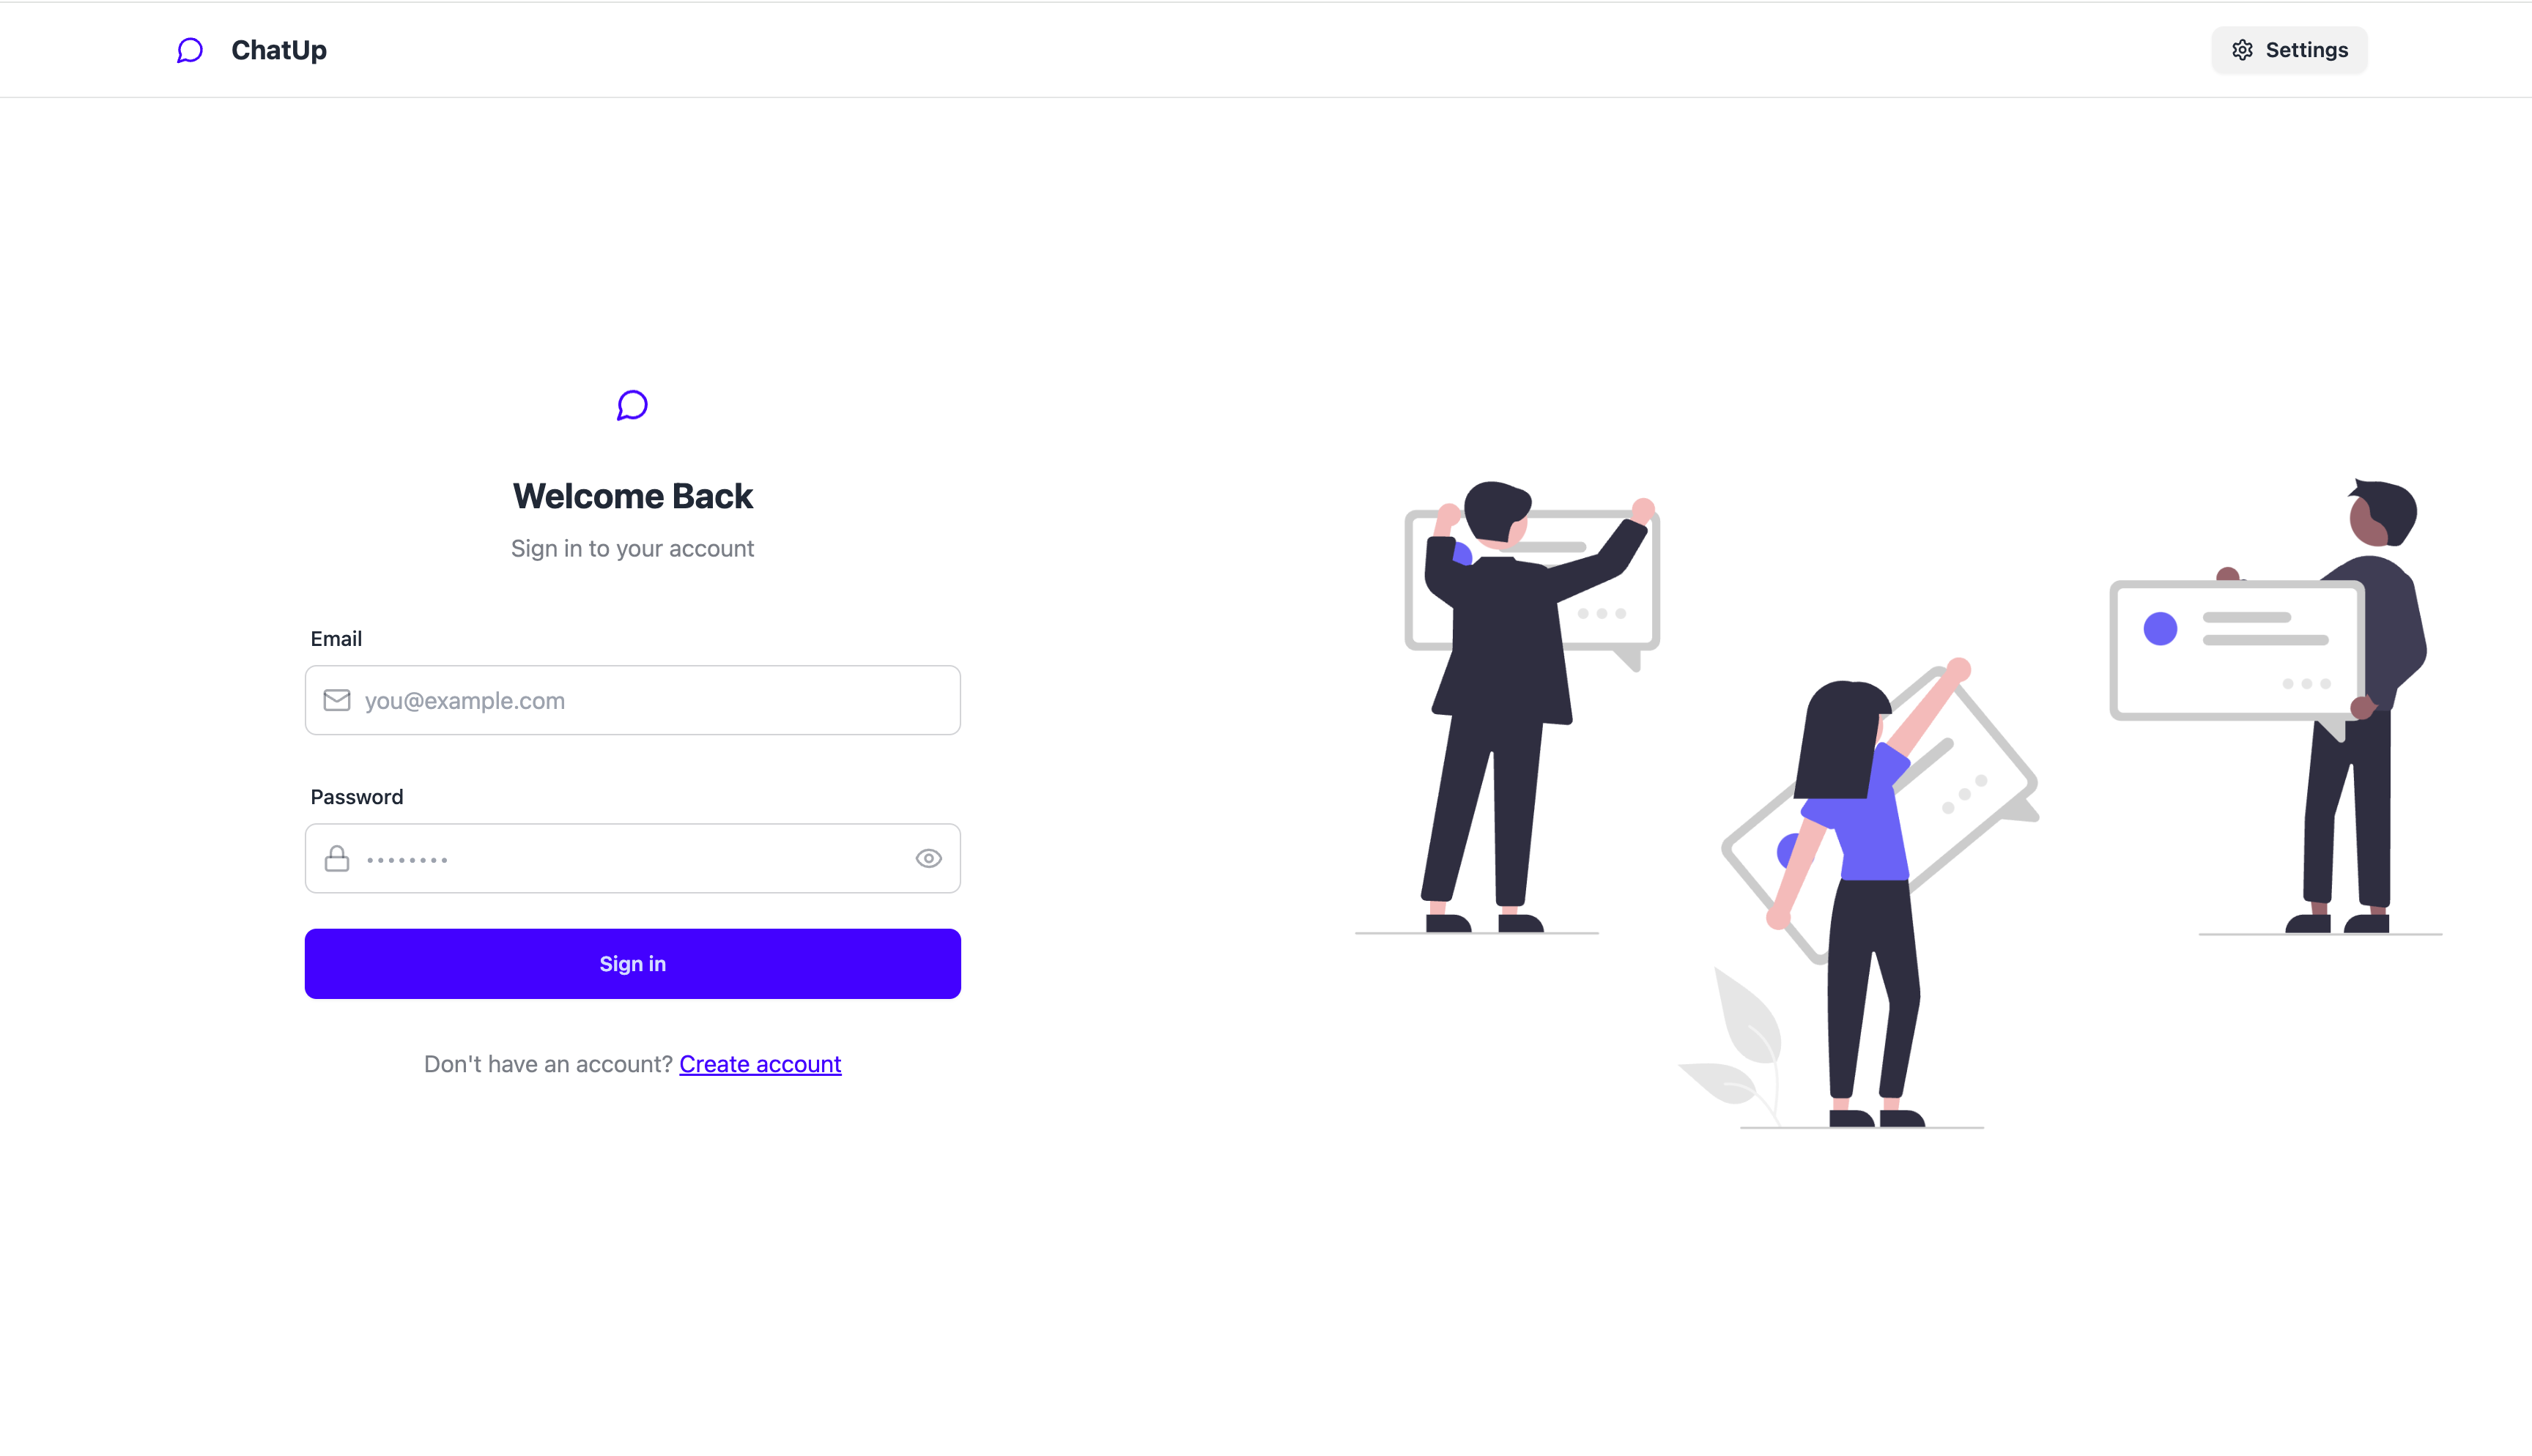 ChatUp
Settings
Welcome Back
Sign in to your account
Email
you@example.com
Password
••••••••
Sign in
Don't have an account? Create account